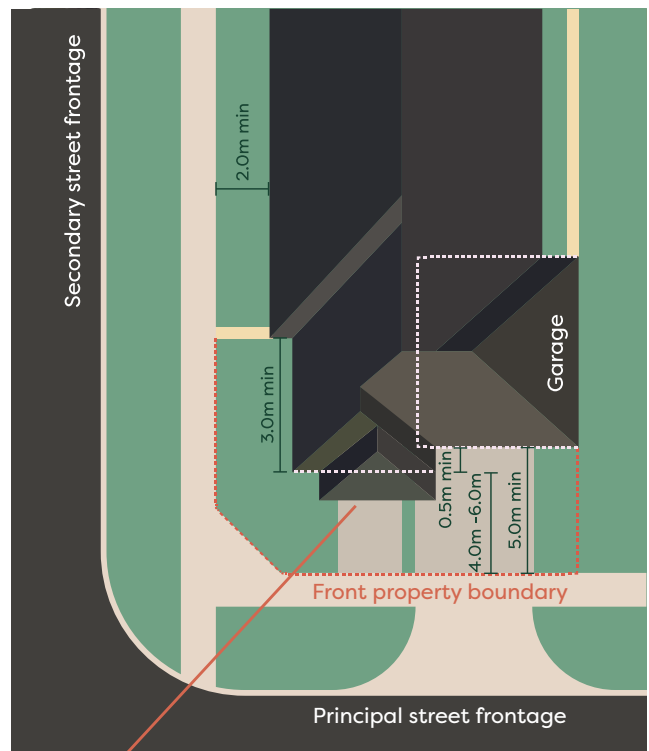 Secondary street frontage
2.0m min
Garage
3.0m min
0.5m min
4.0m -6.0m
5.0m min
Front property boundary
Principal street frontage